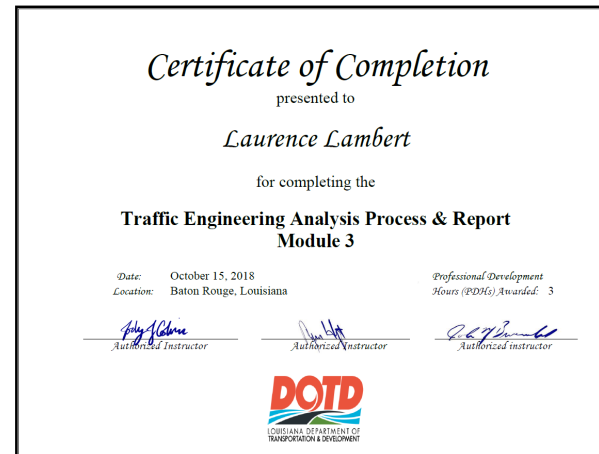 Certificate of Completion
presented to
Laurence Lambert
for completing the
Traffic Engineering Analysis Process & Report
Module 3
Date: October 15, 2018
Location: Baton Rouge, Louisiana
Professional Development
Hours (PDHs) Awarded: 3
Authorized Instructor
Authorized Instructor
Authorized instructor
DOTD
LOUISIANA DEPARTMENT OF
TRANSPORTATION & DEVELOPMENT